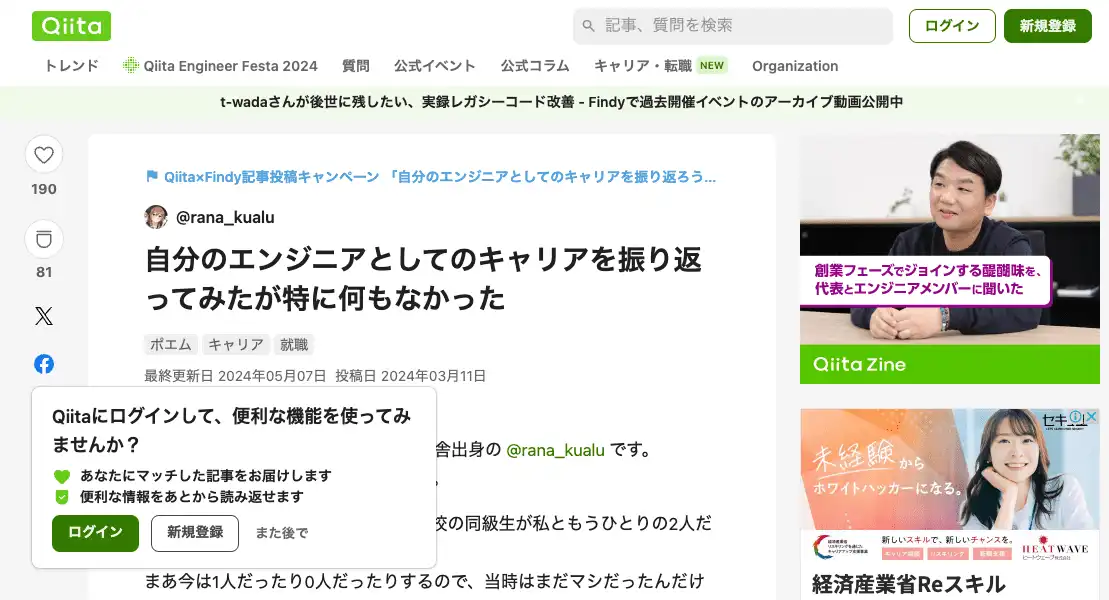 Qiita
記事、質問を検索
ログイン
新規登録
トレンド
Qiita Engineer Festa 2024
質問
公式イベント
公式コラム
キャリア・転職 NEW
Organization
t-wadaさんが後世に残したい、実録レガシーコード改善 - Findyで過去開催イベントのアーカイブ動画公開中
190
81
Qiita×Findy記事投稿キャンペーン 「自分のエンジニアとしてのキャリアを振り返ろう...
@rana_kualu
自分のエンジニアとしてのキャリアを振り返
ってみたが特に何もなかった
ポエム
キャリア
就職
最終更新日 2024年05月07日 投稿日 2024年03月11日
舎出身の @rana_kualu です。
。
校の同級生が私ともうひとりの2人だ
まあ今は1人だったり0人だったりするので、当時はまだマシだったんだけ
Qiitaにログインして、便利な機能を使ってみ
ませんか?
あなたにマッチした記事をお届けします
便利な情報をあとから読み返せます
ログイン
新規登録
また後で
創業フェーズでジョインする醍醐味を、
代表とエンジニアメンバーに聞いた
Qiita Zine
未経験から
ホワイトハッカーになる。
新しいスキルで、新しいチャンスを。
キャリア相談
リスキリング
転職支援
HEATWAVE
ヒートウェーブ株式会社
経済産業省Reスキル